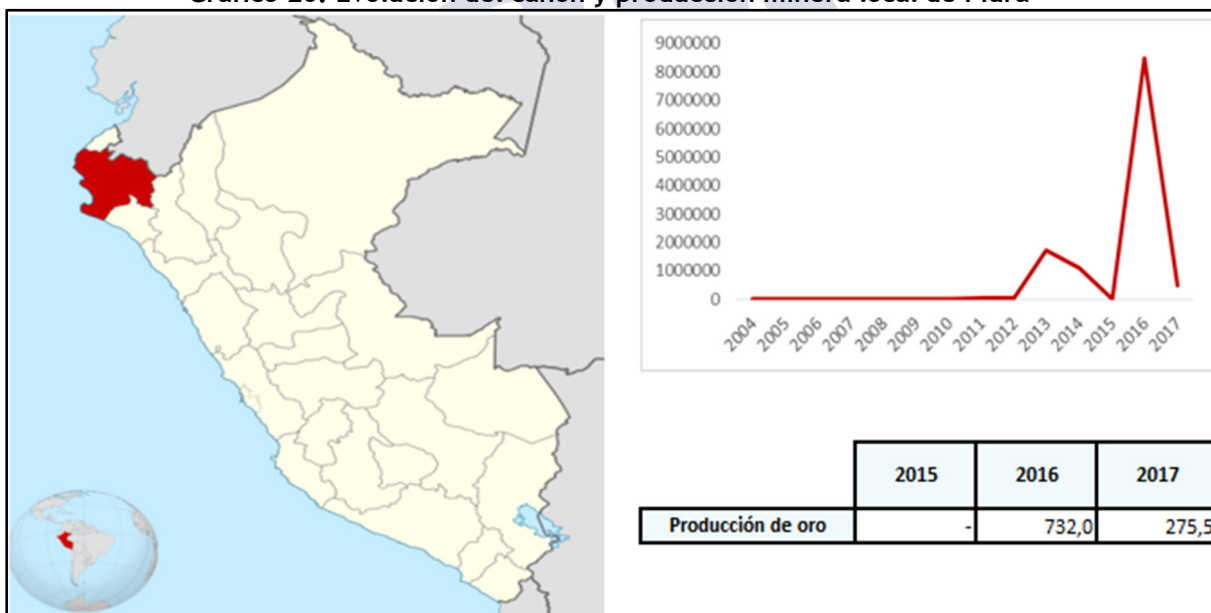 Gráfico Evolución del canon y producción minera local de Piura
9000000
8000000
7000000
6000000
5000000
4000000
3000000
2000000
1000000
0
2004 2005 2006 2007 2008 2009 2010 2011 2012 2013 2014 2015 2016 2017
2015 2016 2017
Producción de oro - 732,0 275,5